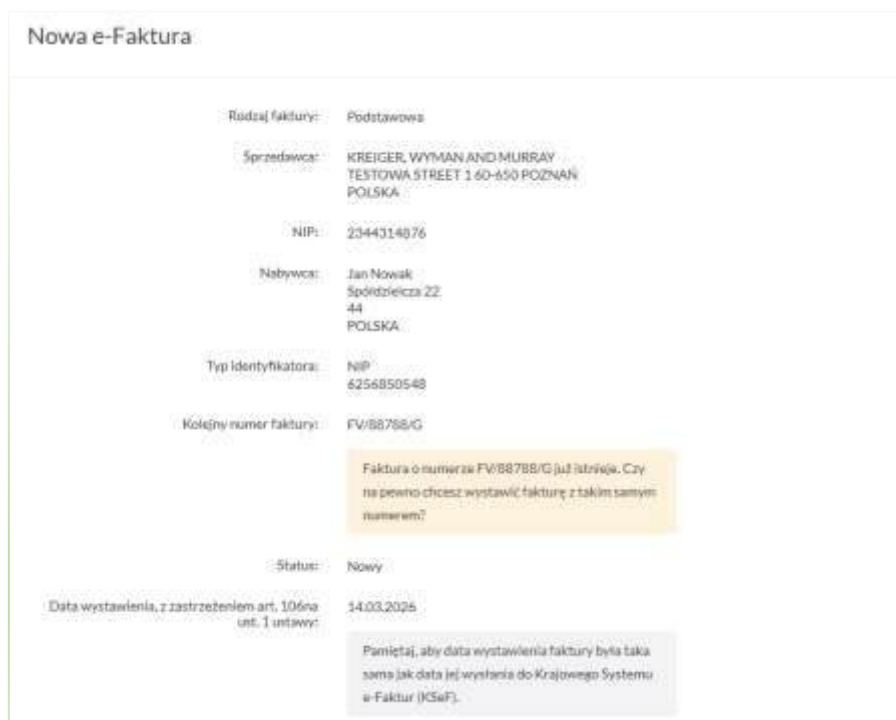 Nowa e-Faktura
Rodzaj faktury: Podstawowa
Sprzedawca: KREIGER, WYMAN AND MURRAY
TESTOWA STREET 1 60-650 POZNAŃ
POLSKA
NIP: 2344314876
Nabywca: Jan Nowak
Spółdzielcza 22
44
POLSKA
Typ identyfikatora: NIP
6256850548
Kolejny numer faktury: FV/88788/G
Faktura o numerze FV/88788/G już istnieje. Czy
na pewno chcesz wystawić fakturę z takim samym
numerem?
Status: Nowy
Data wystawienia, z zastrzeżeniem art. 106na
ust. 1 ustawy: 14.03.2026
Pamiętaj, aby data wystawienia faktury była taka
sama jak data jej wysłania do Krajowego Systemu
e-Faktur (KSeF).